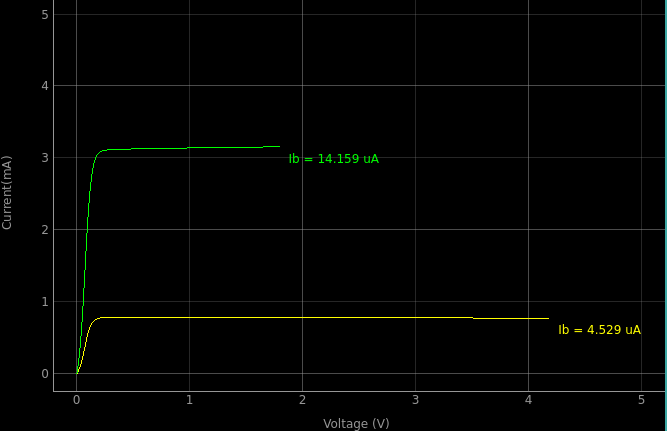 5
4
3
2
1
0
Current(mA)
Ib = 14.159 uA
Ib = 4.529 uA
0 1 2 3 4 5
Voltage (V)